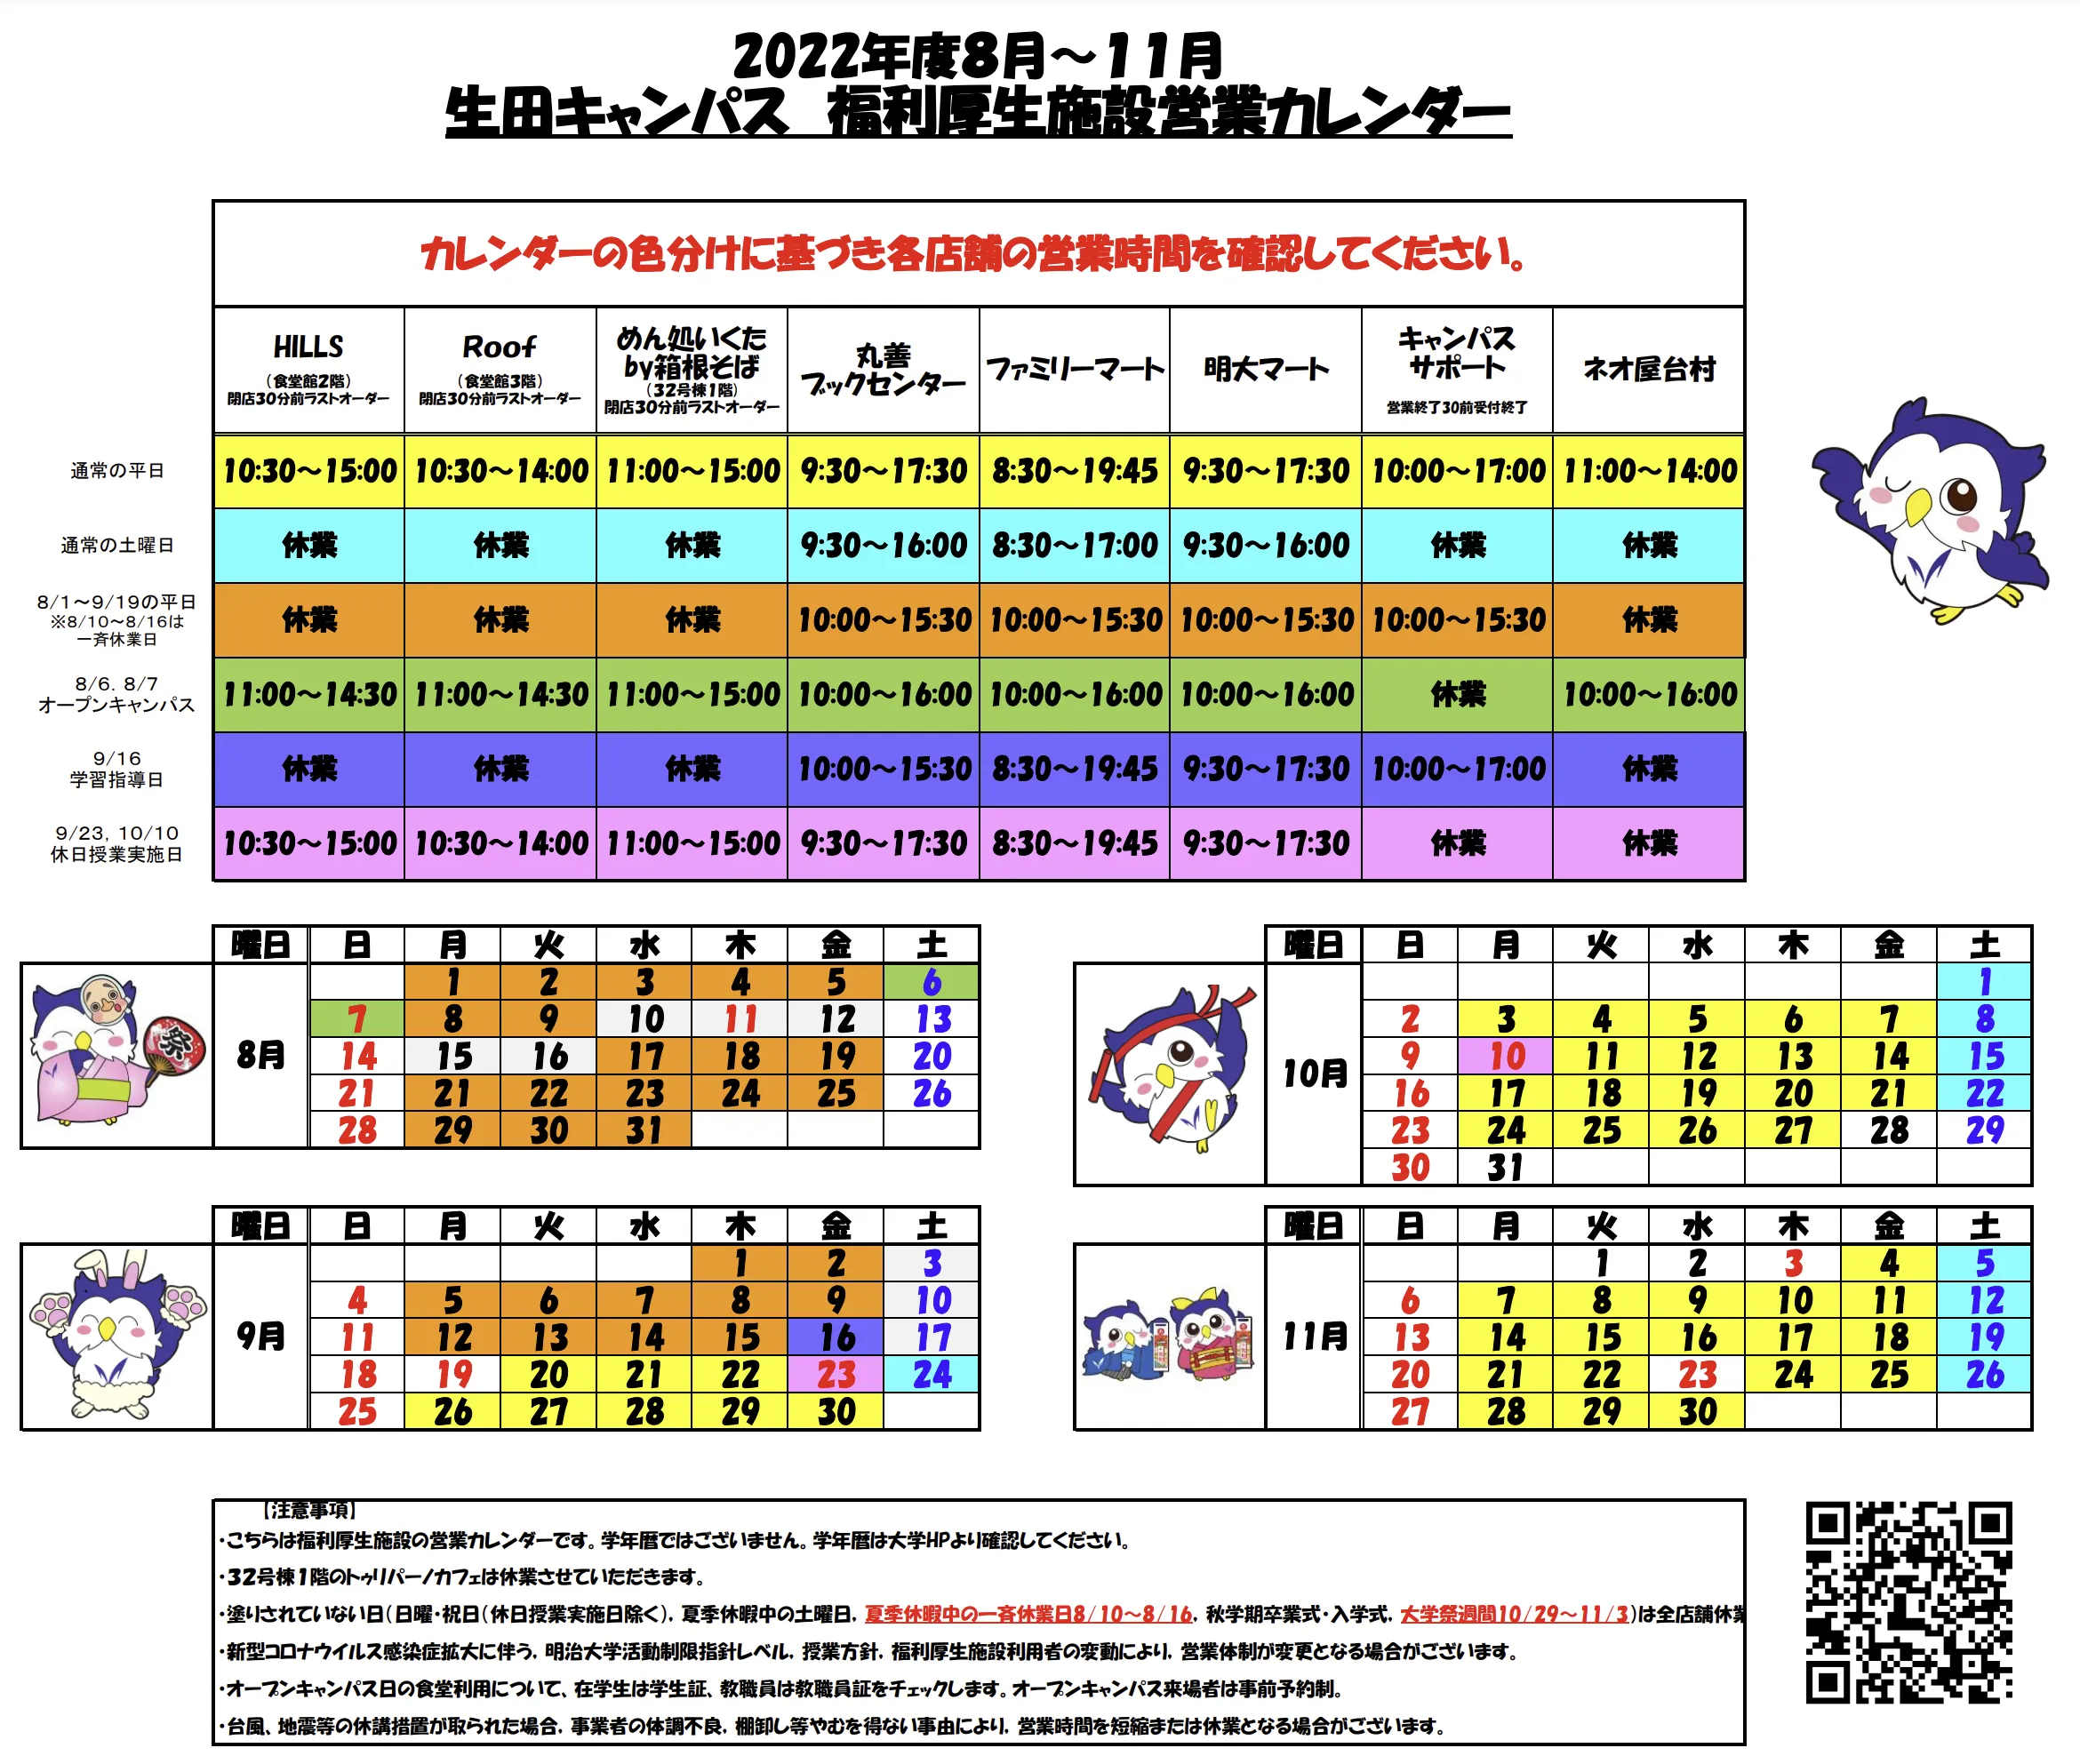 2022年度8月～11月
生田キャンパス　福利厚生施設営業カレンダー
カレンダーの色分けに基づき各店舗の営業時間を確認してください。
HILLS
（食堂館2階）
閉店30分前ラストオーダー
Roof
（食堂館3階）
閉店30分前ラストオーダー
めん処いくた
by箱根そば
（32号棟1階）
閉店30分前ラストオーダー
丸善
ブックセンター
ファミリーマート
明大マート
キャンパス
サポート
営業終了30前受付終了
ネオ屋台村
通常の平日 10:30～15:00 10:30～14:00 11:00～15:00 9:30～17:30 8:30～19:45 9:30～17:30 10:00～17:00 11:00～14:00
通常の土曜日 休業 休業 休業 9:30～16:00 8:30～17:00 9:30～16:00 休業 休業
8/1～9/19の平日
※8/10～8/16は
一斉休業日
休業 休業 休業 10:00～15:30 10:00～15:30 10:00～15:30 10:00～15:30 休業
8/6. 8/7
オープンキャンパス
11:00～14:30 11:00～14:30 11:00～15:00 10:00～16:00 10:00～16:00 10:00～16:00 休業 10:00～16:00
9/16
学習指導日
休業 休業 休業 10:00～15:30 8:30～19:45 9:30～17:30 10:00～17:00 休業
9/23, 10/10
休日授業実施日
10:30～15:00 10:30～14:00 11:00～15:00 9:30～17:30 8:30～19:45 9:30～17:30 休業 休業
曜日 日 月 火 水 木 金 土
祭
8月
1 2 3 4 5 6
7 8 9 10 11 12 13
14 15 16 17 18 19 20
21 21 22 23 24 25 26
28 29 30 31
曜日 日 月 火 水 木 金 土
10月
1
2 3 4 5 6 7 8
9 10 11 12 13 14 15
16 17 18 19 20 21 22
23 24 25 26 27 28 29
30 31
曜日 日 月 火 水 木 金 土
9月
1 2 3
4 5 6 7 8 9 10
11 12 13 14 15 16 17
18 19 20 21 22 23 24
25 26 27 28 29 30
曜日 日 月 火 水 木 金 土
11月
1 2 3 4 5
6 7 8 9 10 11 12
13 14 15 16 17 18 19
20 21 22 23 24 25 26
27 28 29 30
【注意事項】
・こちらは福利厚生施設の営業カレンダーです。学年暦ではございません。学年暦は大学HPより確認してください。
・32号棟1階のトゥリパーノカフェは休業させていただきます。
・塗りされていない日（日曜・祝日（休日授業実施日除く）, 夏季休暇中の土曜日, 夏季休暇中の一斉休業日8/10～8/16, 秋学期卒業式・入学式, 大学祭週間10/29～11/3）は全店舗休業
・新型コロナウイルス感染症拡大に伴う, 明治大学活動制限指針レベル, 授業方針, 福利厚生施設利用者の変動により, 営業体制が変更となる場合がございます。
・オープンキャンパス日の食堂利用について、在学生は学生証、教職員は教職員証をチェックします。オープンキャンパス来場者は事前予約制。
・台風、地震等の休講措置が取られた場合, 事業者の体調不良, 棚卸し等やむを得ない事由により, 営業時間を短縮または休業となる場合がございます。